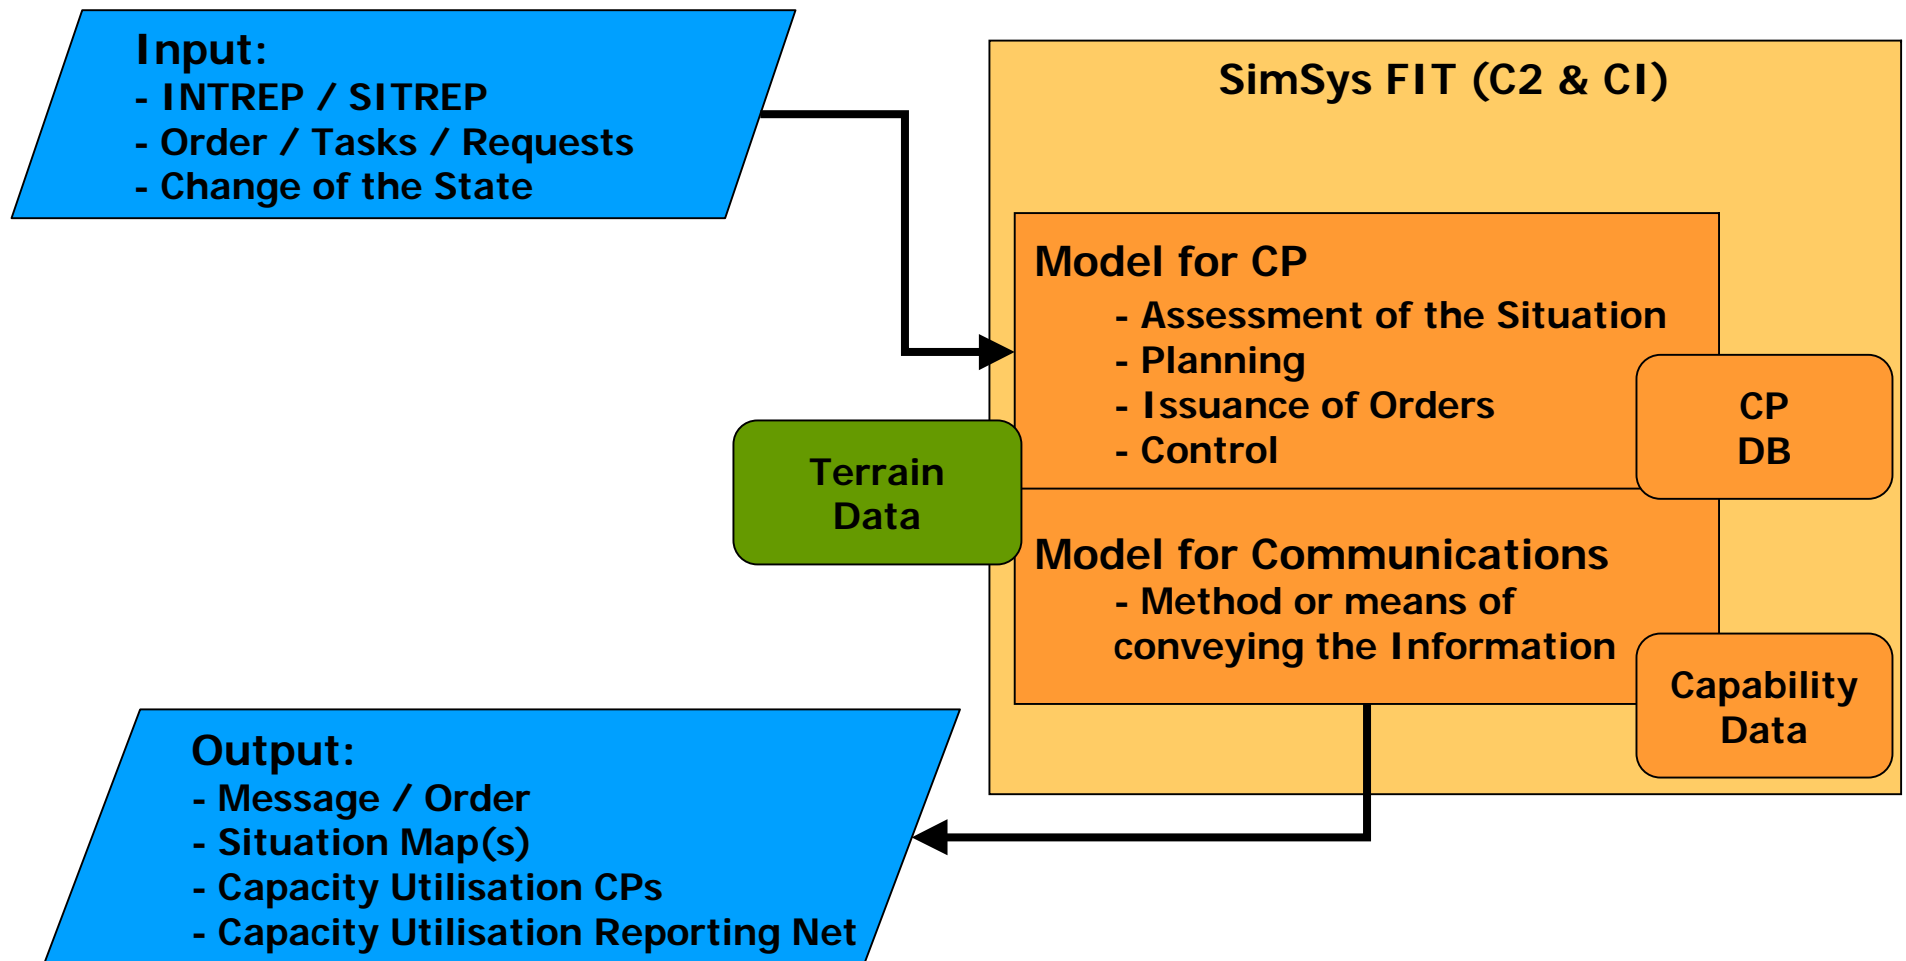 Input:
- INTREP / SITREP
- Order / Tasks / Requests
- Change of the State
SimSys FIT (C2 & CI)
Model for CP
- Assessment of the Situation
- Planning
- Issuance of Orders
- Control
CP
DB
Terrain
Data
Model for Communications
- Method or means of
conveying the Information
Capability
Data
Output:
- Message / Order
- Situation Map(s)
- Capacity Utilisation CPs
- Capacity Utilisation Reporting Net